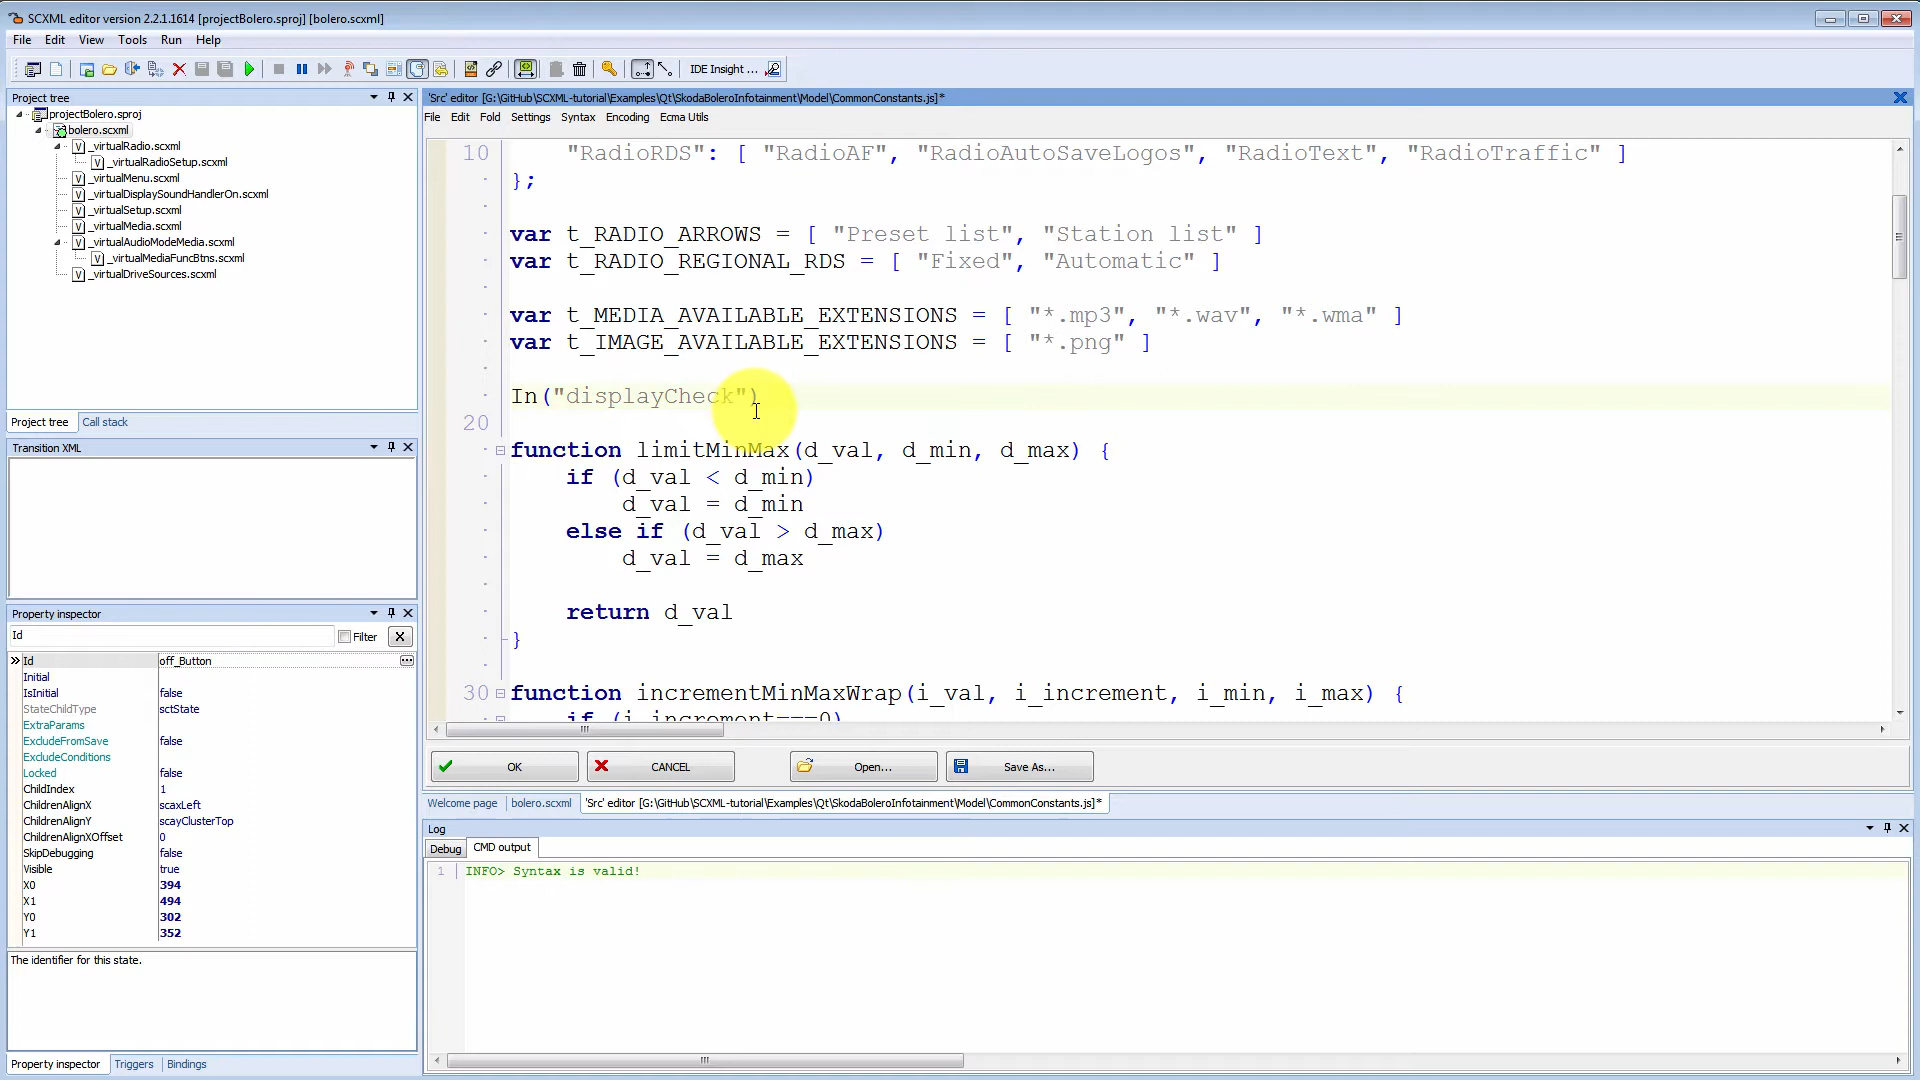 SCXML editor version 2.2.1.1614 [projectBolero.sproj] [bolero.scxml]
File Edit View Tools Run Help
IDE Insight ...
Project tree
projectBolero.sproj
bolero.scxml
_virtualRadio.scxml
_virtualRadioSetup.scxml
_virtualMenu.scxml
_virtualDisplaySoundHandlerOn.scxml
_virtualSetup.scxml
_virtualMedia.scxml
_virtualAudioModeMedia.scxml
_virtualMediaFuncBtns.scxml
_virtualDriveSources.scxml
Project tree Call stack
Transition XML
Property inspector
Id
Filter X
Id off_Button
Initial
IsInitial false
StateChildType sctState
ExtraParams
ExcludeFromSave false
ExcludeConditions
Locked false
ChildIndex 1
ChildrenAlignX scaxLeft
ChildrenAlignY scayClusterTop
ChildrenAlignXOffset 0
SkipDebugging false
Visible true
X0 394
X1 494
Y0 302
Y1 352
The identifier for this state.
Property inspector Triggers Bindings
'Src' editor [G:\GitHub\SCXML-tutorial\Examples\Qt\SkodaBoleroInfotainment\Model\CommonConstants.js]*
File Edit Fold Settings Syntax Encoding Ecma Utils
10 "RadioRDS": [ "RadioAF", "RadioAutoSaveLogos", "RadioText", "RadioTraffic" ]
};
var t_RADIO_ARROWS = [ "Preset list", "Station list" ]
var t_RADIO_REGIONAL_RDS = [ "Fixed", "Automatic" ]
var t_MEDIA_AVAILABLE_EXTENSIONS = [ "*.mp3", "*.wav", "*.wma" ]
var t_IMAGE_AVAILABLE_EXTENSIONS = [ "*.png" ]
In("displayCheck")
20
function limitMinMax(d_val, d_min, d_max) {
if (d_val < d_min)
d_val = d_min
else if (d_val > d_max)
d_val = d_max
return d_val
}
30 function incrementMinMaxWrap(i_val, i_increment, i_min, i_max) {
if (i_increment===0)
OK CANCEL Open... Save As...
Welcome page bolero.scxml 'Src' editor [G:\GitHub\SCXML-tutorial\Examples\Qt\SkodaBoleroInfotainment\Model\CommonConstants.js]*
Log
Debug CMD output
1 INFO> Syntax is valid!